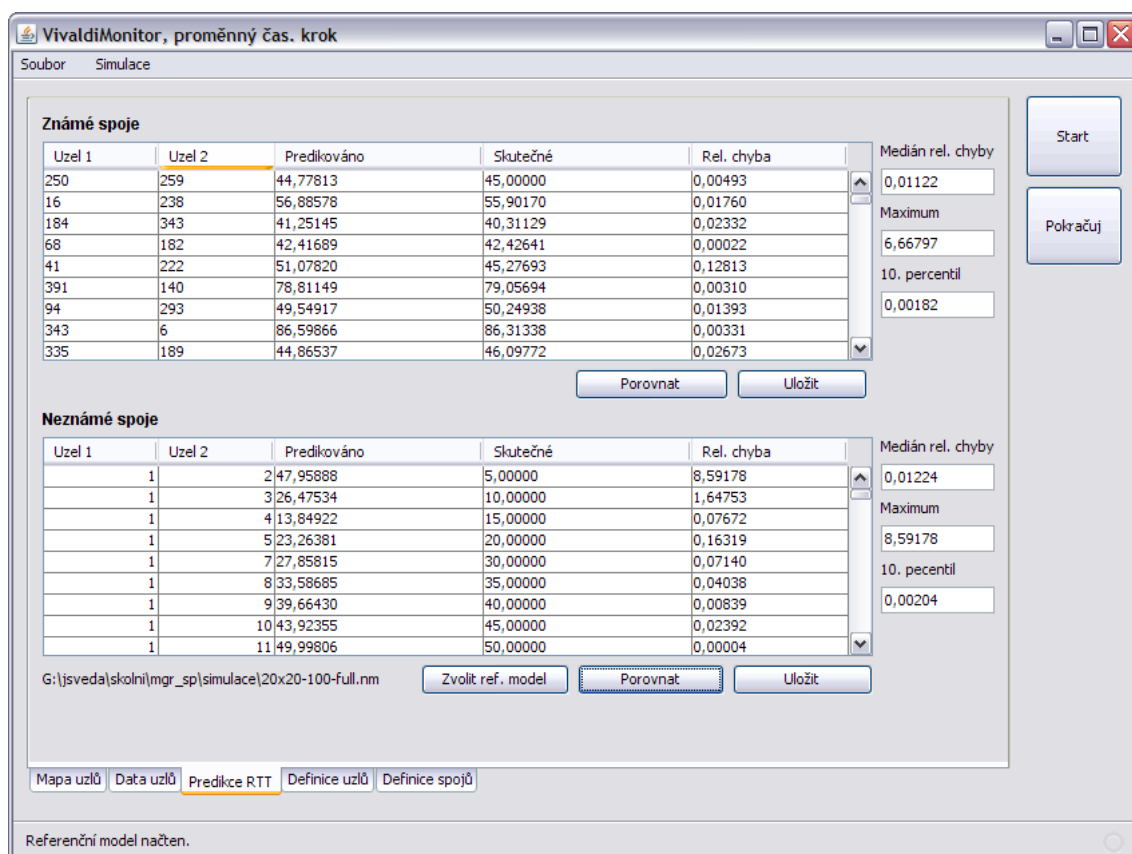 VivaldiMonitor, proměnný čas. krok
Soubor Simulace
Známé spoje
Uzel 1 Uzel 2 Predikováno Skutečné Rel. chyba
250 259 44,77813 45,00000 0,00493
16 238 56,88578 55,90170 0,01760
184 343 41,25145 40,31129 0,02332
68 182 42,41689 42,42641 0,00022
41 222 51,07820 45,27693 0,12813
391 140 78,81149 79,05694 0,00310
94 293 49,54917 50,24938 0,01393
343 6 86,59866 86,31338 0,00331
335 189 44,86537 46,09772 0,02673
Medián rel. chyby
0,01122
Maximum
6,66797
10. percentil
0,00182
Start
Pokračuj
Porovnat Uložit
Neznámé spoje
Uzel 1 Uzel 2 Predikováno Skutečné Rel. chyba
1 2 47,95888 5,00000 8,59178
1 3 26,47534 10,00000 1,64753
1 4 13,84922 15,00000 0,07672
1 5 23,26381 20,00000 0,16319
1 7 27,85815 30,00000 0,07140
1 8 33,58685 35,00000 0,04038
1 9 39,66430 40,00000 0,00839
1 10 43,92355 45,00000 0,02392
1 11 49,99806 50,00000 0,00004
Medián rel. chyby
0,01224
Maximum
8,59178
10. pecentil
0,00204
G:\jsveda\skolni\mgr_sp\simulace\20x20-100-full.nm Zvolit ref. model Porovnat Uložit
Mapa uzlů Data uzlů Predikce RTT Definice uzlů Definice spojů
Referenční model načten.